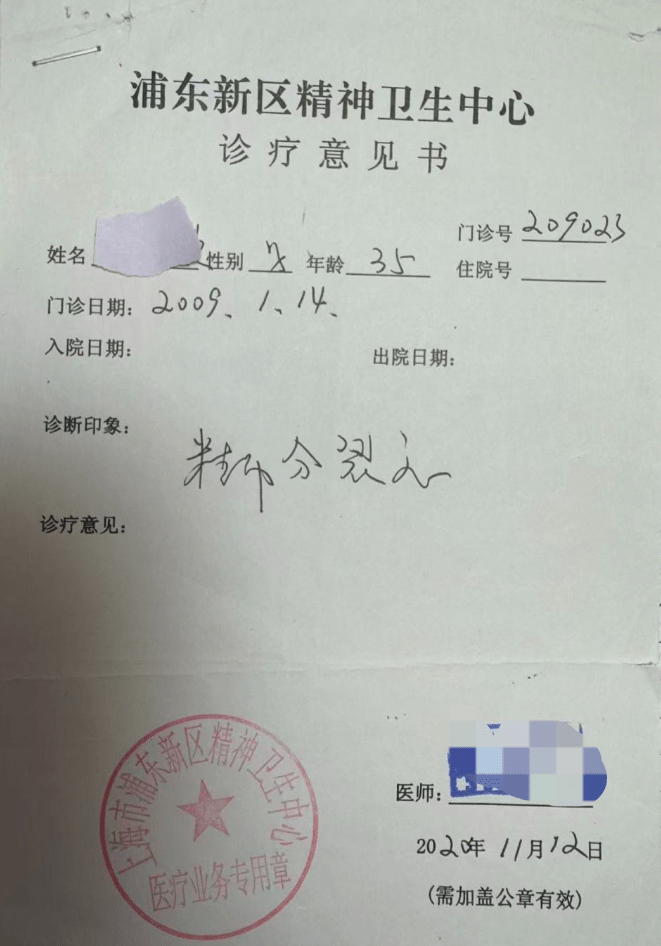 浦东新区精神卫生中心
诊疗意见书
门诊号 209023
姓名 性别 女 年龄 35 住院号
门诊日期：2009、1、14、
入院日期： 出院日期：
诊断印象：
精神分裂症
诊疗意见：
上海市浦东新区精神卫生中心
医疗业务专用章
医师：
2020年11月12日
(需加盖公章有效)